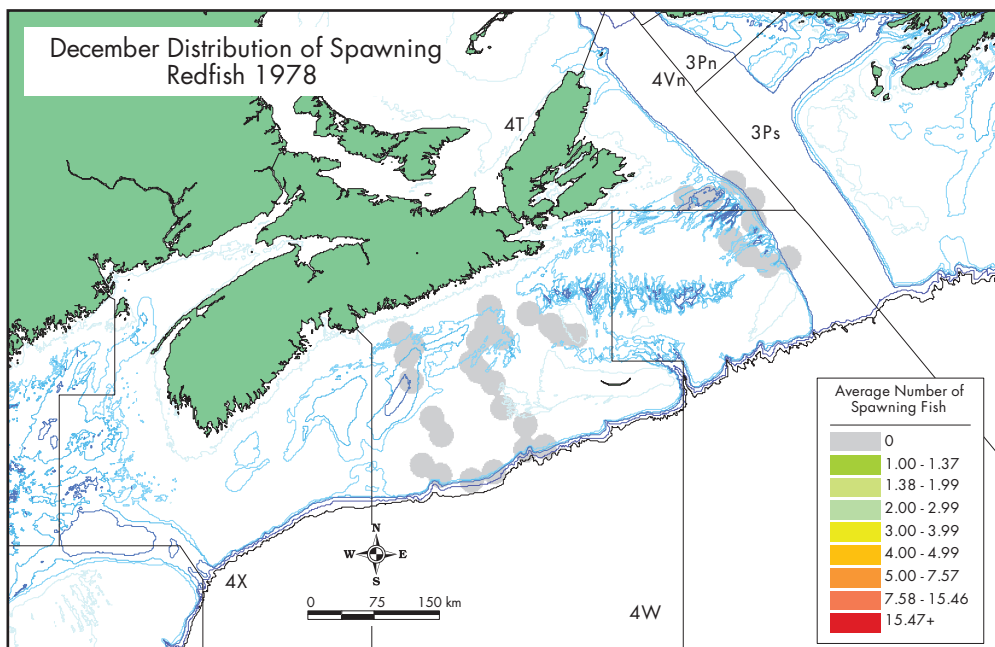 December Distribution of Spawning
Redfish 1978
3Pn
4Vn
4T
3Ps
Average Number of
Spawning Fish
0
1.00 - 1.37
1.38 - 1.99
2.00 - 2.99
3.00 - 3.99
4.00 - 4.99
5.00 - 7.57
7.58 - 15.46
15.47+
N
W E
S
4X
0 75 150 km
4W